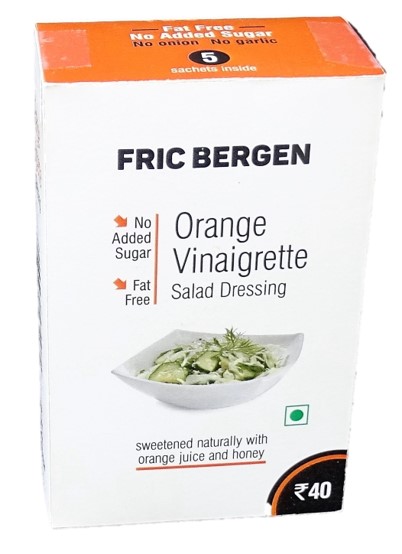 Fat Free
No Added Sugar
No onion No garlic
5
sachets inside
FRIC BERGEN
No
Added
Sugar
Fat
Free
Orange
Vinaigrette
Salad Dressing
sweetened naturally with
orange juice and honey
₹40